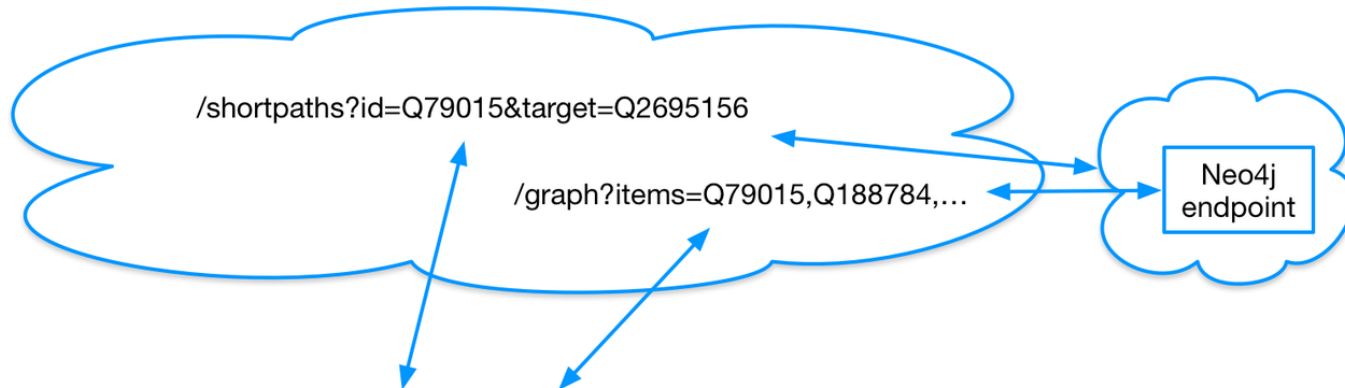 /shortpaths?id=Q79015&target=Q2695156
/graph?items=Q79015,Q188784,…
Neo4j
endpoint